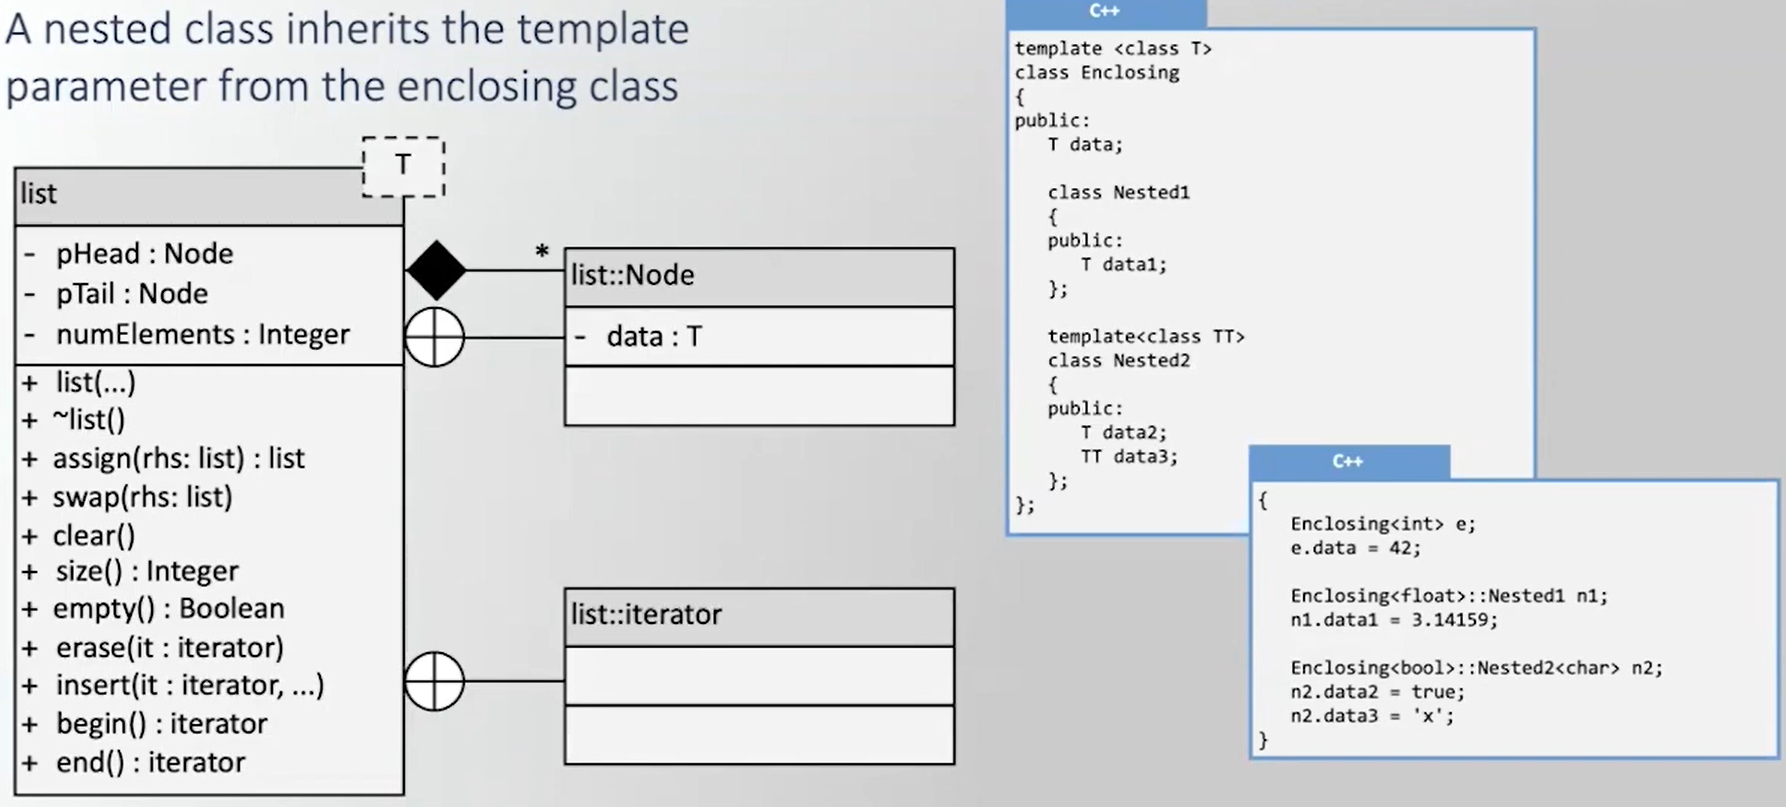 A nested class inherits the template
parameter from the enclosing class
T
list
- pHead : Node
- pTail : Node
- numElements : Integer
+ list(...)
+ ~list()
+ assign(rhs: list) : list
+ swap(rhs: list)
+ clear()
+ size() : Integer
+ empty() : Boolean
+ erase(it : iterator)
+ insert(it : iterator, ...)
+ begin() : iterator
+ end() : iterator
*
list::Node
- data : T
list::iterator
C++
template <class T>
class Enclosing
{
public:
T data;
class Nested1
{
public:
T data1;
};
template<class TT>
class Nested2
{
public:
T data2;
TT data3;
};
};
C++
{
Enclosing<int> e;
e.data = 42;
Enclosing<float>::Nested1 n1;
n1.data1 = 3.14159;
Enclosing<bool>::Nested2<char> n2;
n2.data2 = true;
n2.data3 = 'x';
}